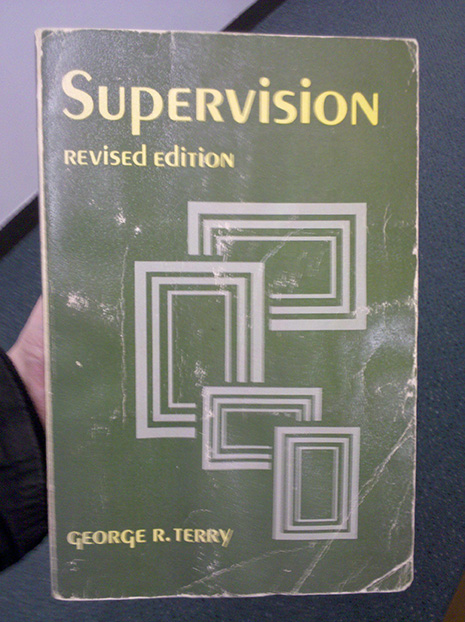 Supervision
Revised Edition
George R. Terry